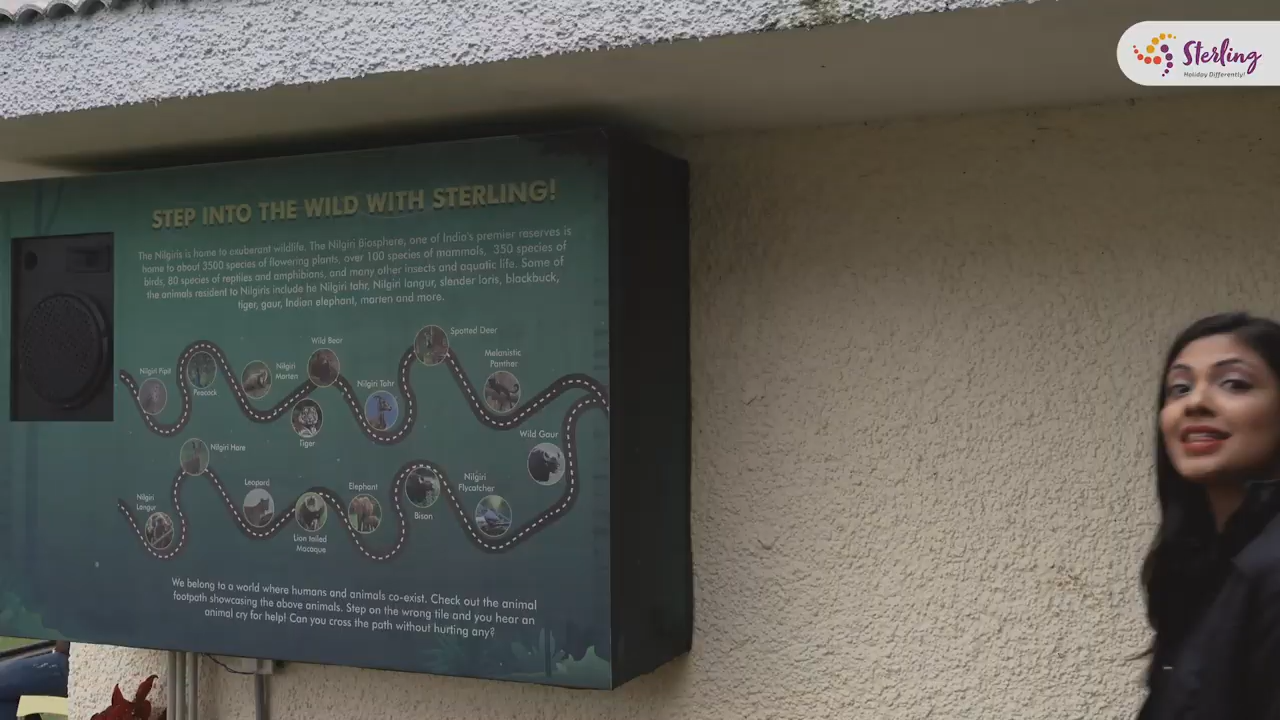 Sterling
Holiday Differently!
STEP INTO THE WILD WITH STERLING!
The Nilgiris is home to exuberant wildlife. The Nilgiri Biosphere, one of India's premier reserves is
home to about 3500 species of flowering plants, over 100 species of mammals, 350 species of
birds, 80 species of reptiles and amphibians, and many other insects and aquatic life. Some of
the animals resident to Nilgiris include he Nilgiri tahr, Nilgiri langur, slender loris, blackbuck,
tiger, gaur, Indian elephant, marten and more.
Nilgiri Pipit
Peacock
Nilgiri
Marten
Wild Bear
Tiger
Nilgiri Tahr
Spotted Deer
Melanistic
Panther
Wild Gaur
Nilgiri
Flycatcher
Bison
Elephant
Lion tailed
Macaque
Leopard
Nilgiri Hare
Nilgiri
Langur
We belong to a world where humans and animals co-exist. Check out the animal
footpath showcasing the above animals. Step on the wrong tile and you hear an
animal cry for help! Can you cross the path without hurting any?